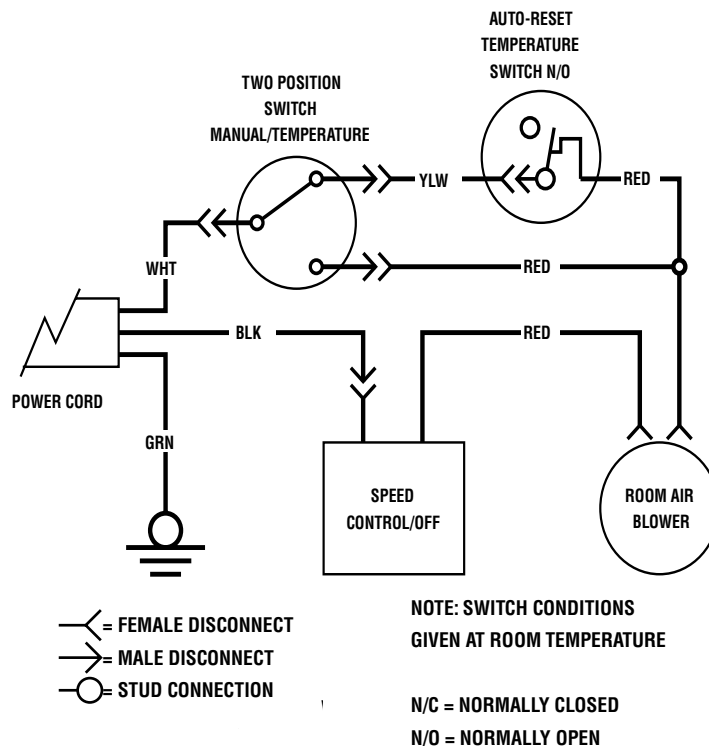 AUTO-RESET
TEMPERATURE
SWITCH N/O
TWO POSITION
SWITCH
MANUAL/TEMPERATURE
YLW
RED
WHT
RED
BLK
RED
POWER CORD
GRN
SPEED
CONTROL/OFF
ROOM AIR
BLOWER
= FEMALE DISCONNECT
= MALE DISCONNECT
= STUD CONNECTION
NOTE: SWITCH CONDITIONS
GIVEN AT ROOM TEMPERATURE
N/C = NORMALLY CLOSED
N/O = NORMALLY OPEN